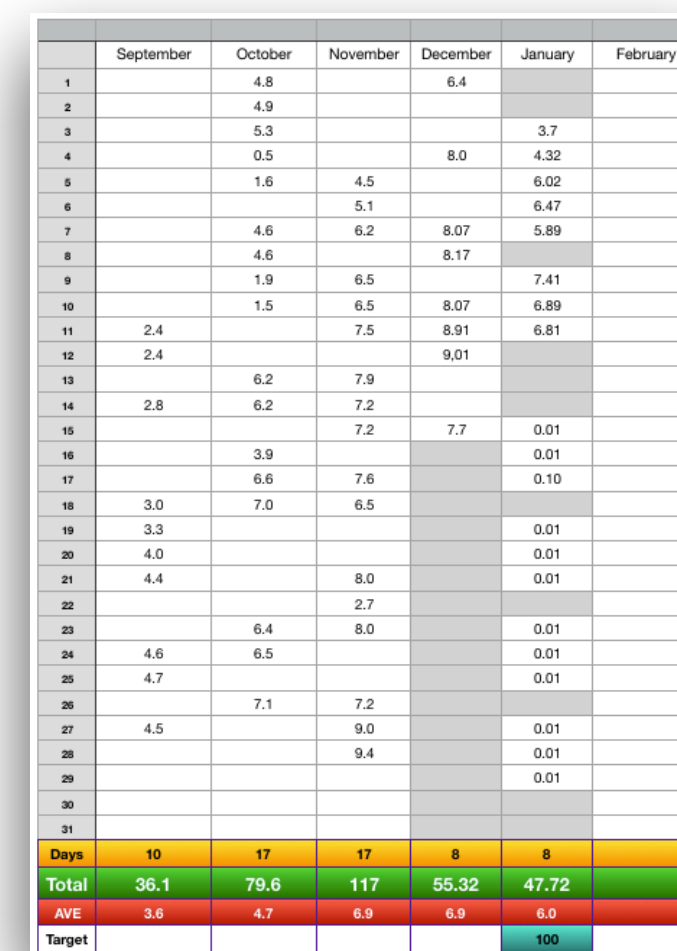 September October November December January February
1 4.8 6.4
2 4.9
3 5.3 3.7
4 0.5 8.0 4.32
5 1.6 4.5 6.02
6 5.1 6.47
7 4.6 6.2 8.07 5.89
8 4.6 8.17
9 1.9 6.5 7.41
10 1.5 6.5 8.07 6.89
11 2.4 7.5 8.91 6.81
12 2.4 9,01
13 6.2 7.9
14 2.8 6.2 7.2
15 7.2 7.7 0.01
16 3.9 0.01
17 6.6 7.6 0.10
18 3.0 7.0 6.5
19 3.3 0.01
20 4.0 0.01
21 4.4 8.0 0.01
22 2.7
23 6.4 8.0 0.01
24 4.6 6.5 0.01
25 4.7 0.01
26 7.1 7.2
27 4.5 9.0 0.01
28 9.4 0.01
29 0.01
30
31
Days 10 17 17 8 8
Total 36.1 79.6 117 55.32 47.72
AVE 3.6 4.7 6.9 6.9 6.0
Target 100